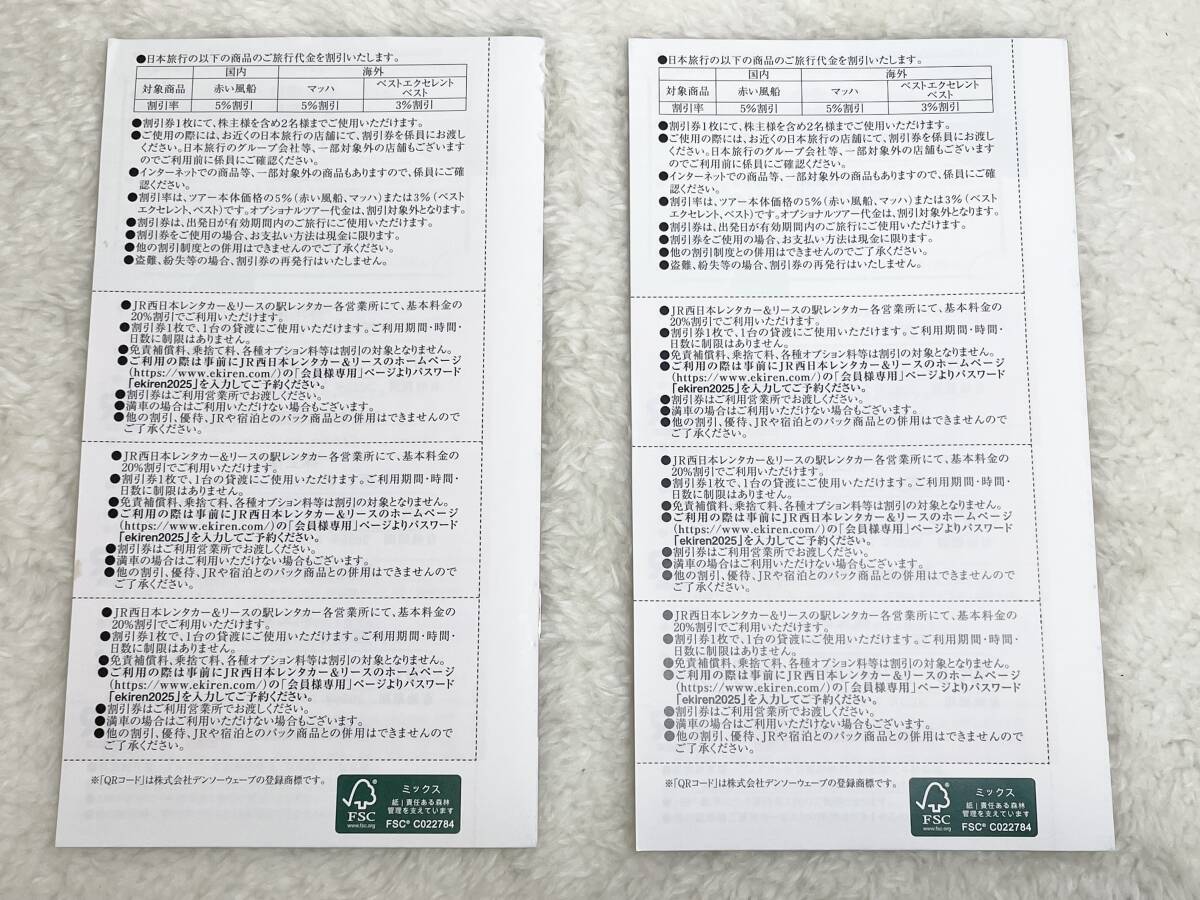 ●日本旅行の以下の商品のご旅行代金を割引いたします。
国内 海外
対象商品 赤い風船 マッハ ベストエクセレント
ベスト
割引率 5%割引 5%割引 3%割引
●割引券1枚にて、株主様を含め2名様までご使用いただけます。
●ご使用の際には、お近くの日本旅行の店舗にて、割引券を係員にお渡し
ください。日本旅行のグループ会社等、一部対象外の店舗もございます
のでご利用前に係員にご確認ください。
●インターネットでの商品等、一部対象外の商品もありますので、係員にご確
認ください。
●割引率は、ツアー本体価格の5%(赤い風船、マッハ)または3%(ベスト
エクセレント、ベスト)です。オプショナルツアー代金は、割引対象外となります。
●割引券は、出発日が有効期間内のご旅行にご使用いただけます。
●割引券をご使用の場合、お支払い方法は現金に限ります。
●他の割引制度との併用はできませんのでご了承ください。
●盗難、紛失等の場合、割引券の再発行はいたしません。
●JR西日本レンタカー&リースの駅レンタカー各営業所にて、基本料金の
20%割引でご利用いただけます。
●割引券1枚で、1台の貸渡にご使用いただけます。ご利用期間・時間・
日数に制限はありません。
●免責補償料、乗捨て料、各種オプション料等は割引の対象となりません。
●ご利用の際は事前にJR西日本レンタカー&リースのホームページ
(https://www.ekiren.com/)の「会員様専用」ページよりパスワード
「ekiren2025」を入力してご予約ください。
●割引券はご利用営業所でお渡しください。
●満車の場合はご利用いただけない場合もございます。
●他の割引、優待、JRや宿泊とのパック商品との併用はできませんので
ご了承ください。
●JR西日本レンタカー&リースの駅レンタカー各営業所にて、基本料金の
20%割引でご利用いただけます。
●割引券1枚で、1台の貸渡にご使用いただけます。ご利用期間・時間・
日数に制限はありません。
●免責補償料、乗捨て料、各種オプション料等は割引の対象となりません。
●ご利用の際は事前にJR西日本レンタカー&リースのホームページ
(https://www.ekiren.com/)の「会員様専用」ページよりパスワード
「ekiren2025」を入力してご予約ください。
●割引券はご利用営業所でお渡しください。
●満車の場合はご利用いただけない場合もございます。
●他の割引、優待、JRや宿泊とのパック商品との併用はできませんので
ご了承ください。
●JR西日本レンタカー&リースの駅レンタカー各営業所にて、基本料金の
20%割引でご利用いただけます。
●割引券1枚で、1台の貸渡にご使用いただけます。ご利用期間・時間・
日数に制限はありません。
●免責補償料、乗捨て料、各種オプション料等は割引の対象となりません。
●ご利用の際は事前にJR西日本レンタカー&リースのホームページ
(https://www.ekiren.com/)の「会員様専用」ページよりパスワード
「ekiren2025」を入力してご予約ください。
●割引券はご利用営業所でお渡しください。
●満車の場合はご利用いただけない場合もございます。
●他の割引、優待、JRや宿泊とのパック商品との併用はできませんので
ご了承ください。
※「QRコード」は株式会社デンソーウェーブの登録商標です。
FSC
www.fsc.org
ミックス
紙|責任ある森林
管理を支えています
FSC® C022784
●日本旅行の以下の商品のご旅行代金を割引いたします。
国内 海外
対象商品 赤い風船 マッハ ベストエクセレント
ベスト
割引率 5%割引 5%割引 3%割引
●割引券1枚にて、株主様を含め2名様までご使用いただけます。
●ご使用の際には、お近くの日本旅行の店舗にて、割引券を係員にお渡し
ください。日本旅行のグループ会社等、一部対象外の店舗もございます
のでご利用前に係員にご確認ください。
●インターネットでの商品等、一部対象外の商品もありますので、係員にご確
認ください。
●割引率は、ツアー本体価格の5%(赤い風船、マッハ)または3%(ベスト
エクセレント、ベスト)です。オプショナルツアー代金は、割引対象外となります。
●割引券は、出発日が有効期間内のご旅行にご使用いただけます。
●割引券をご使用の場合、お支払い方法は現金に限ります。
●他の割引制度との併用はできませんのでご了承ください。
●盗難、紛失等の場合、割引券の再発行はいたしません。
●JR西日本レンタカー&リースの駅レンタカー各営業所にて、基本料金の
20%割引でご利用いただけます。
●割引券1枚で、1台の貸渡にご使用いただけます。ご利用期間・時間・
日数に制限はありません。
●免責補償料、乗捨て料、各種オプション料等は割引の対象となりません。
●ご利用の際は事前にJR西日本レンタカー&リースのホームページ
(https://www.ekiren.com/)の「会員様専用」ページよりパスワード
「ekiren2025」を入力してご予約ください。
●割引券はご利用営業所でお渡しください。
●満車の場合はご利用いただけない場合もございます。
●他の割引、優待、JRや宿泊とのパック商品との併用はできませんので
ご了承ください。
●JR西日本レンタカー&リースの駅レンタカー各営業所にて、基本料金の
20%割引でご利用いただけます。
●割引券1枚で、1台の貸渡にご使用いただけます。ご利用期間・時間・
日数に制限はありません。
●免責補償料、乗捨て料、各種オプション料等は割引の対象となりません。
●ご利用の際は事前にJR西日本レンタカー&リースのホームページ
(https://www.ekiren.com/)の「会員様専用」ページよりパスワード
「ekiren2025」を入力してご予約ください。
●割引券はご利用営業所でお渡しください。
●満車の場合はご利用いただけない場合もございます。
●他の割引、優待、JRや宿泊とのパック商品との併用はできませんので
ご了承ください。
●JR西日本レンタカー&リースの駅レンタカー各営業所にて、基本料金の
20%割引でご利用いただけます。
●割引券1枚で、1台の貸渡にご使用いただけます。ご利用期間・時間・
日数に制限はありません。
●免責補償料、乗捨て料、各種オプション料等は割引の対象となりません。
●ご利用の際は事前にJR西日本レンタカー&リースのホームページ
(https://www.ekiren.com/)の「会員様専用」ページよりパスワード
「ekiren2025」を入力してご予約ください。
●割引券はご利用営業所でお渡しください。
●満車の場合はご利用いただけない場合もございます。
●他の割引、優待、JRや宿泊とのパック商品との併用はできませんので
ご了承ください。
※「QRコード」は株式会社デンソーウェーブの登録商標です。
FSC
www.fsc.org
ミックス
紙|責任ある森林
管理を支えています
FSC® C022784